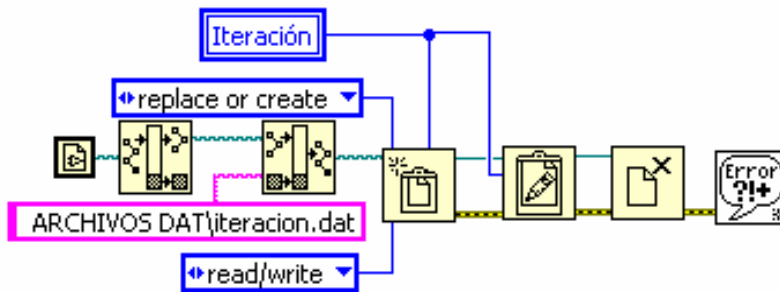 Iteración
replace or create
ARCHIVOS DAT\iteracion.dat
read/write
Error
?!+